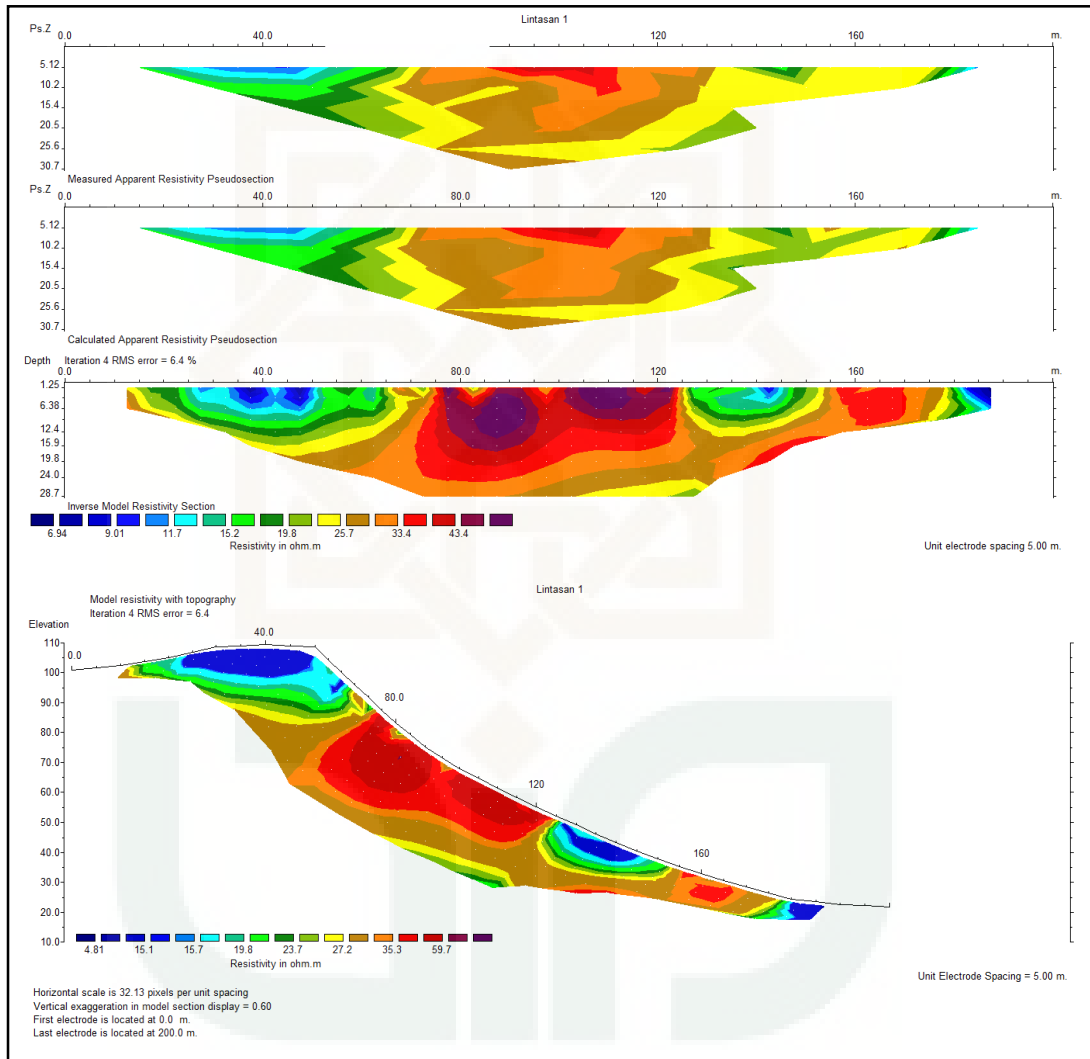 Lintasan 1
Ps.Z
0.0 40.0 120 160 m.
5.12
10.2
15.4
20.5
25.6
30.7
Measured Apparent Resistivity Pseudosection
Ps.Z
0.0 40.0 80.0 120 160 m.
5.12
10.2
15.4
20.5
25.6
30.7
Calculated Apparent Resistivity Pseudosection
Depth Iteration 4 RMS error = 6.4 %
0.0 40.0 80.0 120 160 m.
1.25
6.38
12.4
15.9
19.8
24.0
28.7
Inverse Model Resistivity Section
6.94 9.01 11.7 15.2 19.8 25.7 33.4 43.4
Resistivity in ohm.m
Unit electrode spacing 5.00 m.
Lintasan 1
Model resistivity with topography
Iteration 4 RMS error = 6.4
Elevation
0.0 40.0 80.0 120 160
110
100
90.0
80.0
70.0
60.0
50.0
40.0
30.0
20.0
10.0
4.81 15.1 15.7 19.8 23.7 27.2 35.3 59.7
Resistivity in ohm.m
Unit Electrode Spacing = 5.00 m.
Horizontal scale is 32.13 pixels per unit spacing
Vertical exaggeration in model section display = 0.60
First electrode is located at 0.0 m.
Last electrode is located at 200.0 m.